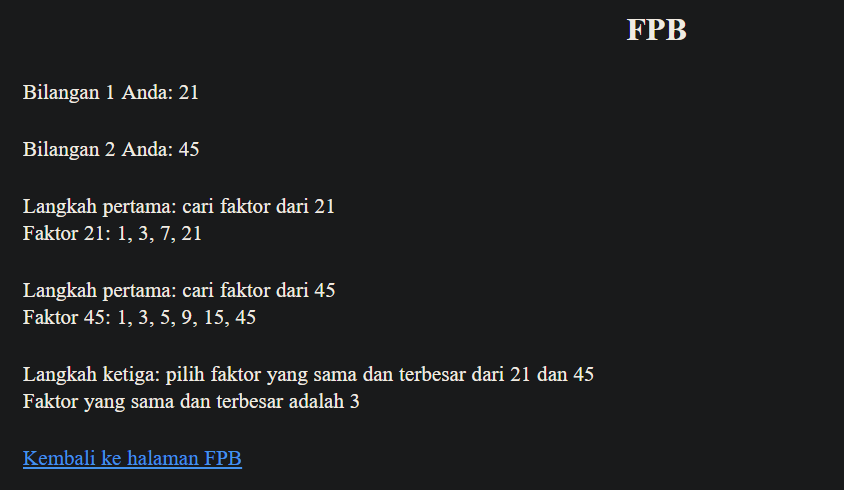 FPB
Bilangan 1 Anda: 21
Bilangan 2 Anda: 45
Langkah pertama: cari faktor dari 21
Faktor 21: 1, 3, 7, 21
Langkah pertama: cari faktor dari 45
Faktor 45: 1, 3, 5, 9, 15, 45
Langkah ketiga: pilih faktor yang sama dan terbesar dari 21 dan 45
Faktor yang sama dan terbesar adalah 3
Kembali ke halaman FPB